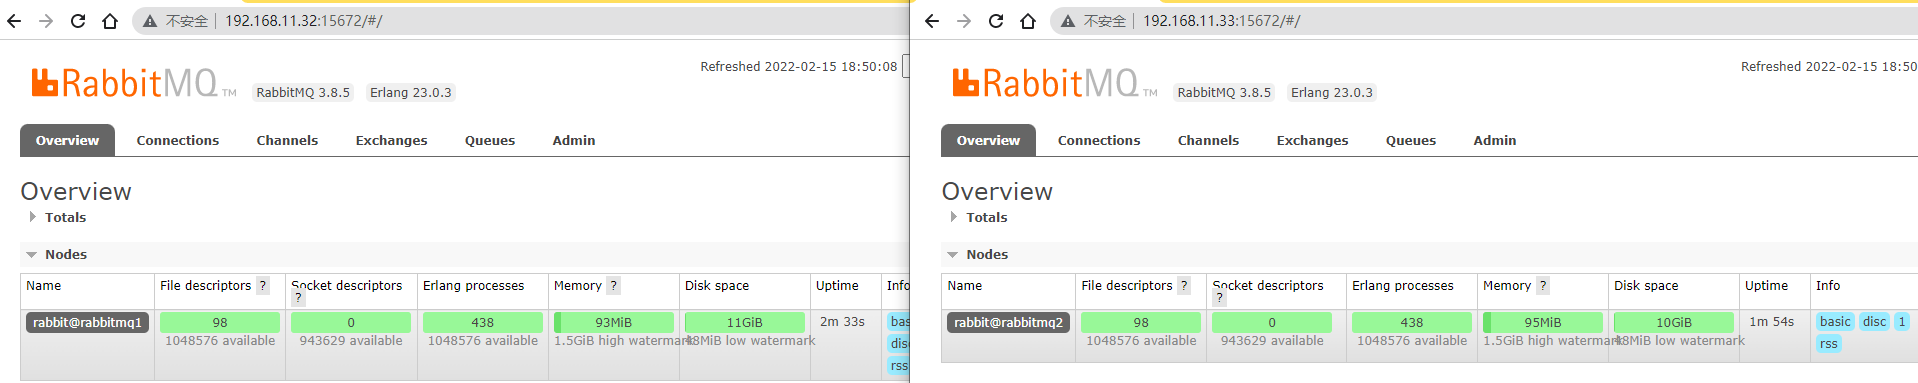 不安全 192.168.11.32:15672/#/
Refreshed 2022-02-15 18:50:08
RabbitMQ TM RabbitMQ 3.8.5 Erlang 23.0.3
Overview Connections Channels Exchanges Queues Admin
Overview
Totals
Nodes
Name File descriptors ? Socket descriptors ? Erlang processes Memory ? Disk space Uptime Info
rabbit@rabbitmq1 98 0 438 93MiB 11GiB 2m 33s bas
1048576 available 943629 available 1048576 available 1.5GiB high watermark 48MiB low watermark disc
rss
不安全 192.168.11.33:15672/#/
Refreshed 2022-02-15 18:50
RabbitMQ TM RabbitMQ 3.8.5 Erlang 23.0.3
Overview Connections Channels Exchanges Queues Admin
Overview
Totals
Nodes
Name File descriptors ? Socket descriptors ? Erlang processes Memory ? Disk space Uptime Info
rabbit@rabbitmq2 98 0 438 95MiB 10GiB 1m 54s basic disc 1
1048576 available 943629 available 1048576 available 1.5GiB high watermark 48MiB low watermark rss